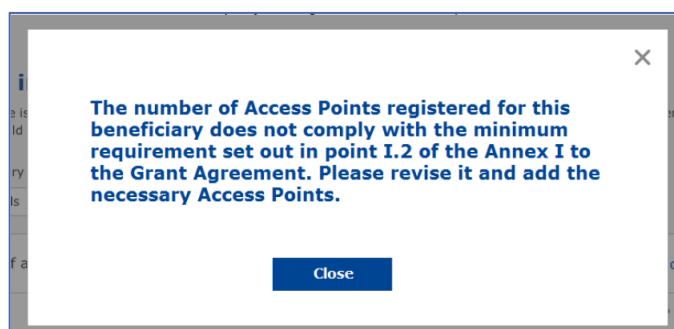 The number of Access Points registered for this
beneficiary does not comply with the minimum
requirement set out in point I.2 of the Annex I to
the Grant Agreement. Please revise it and add the
necessary Access Points.
Close